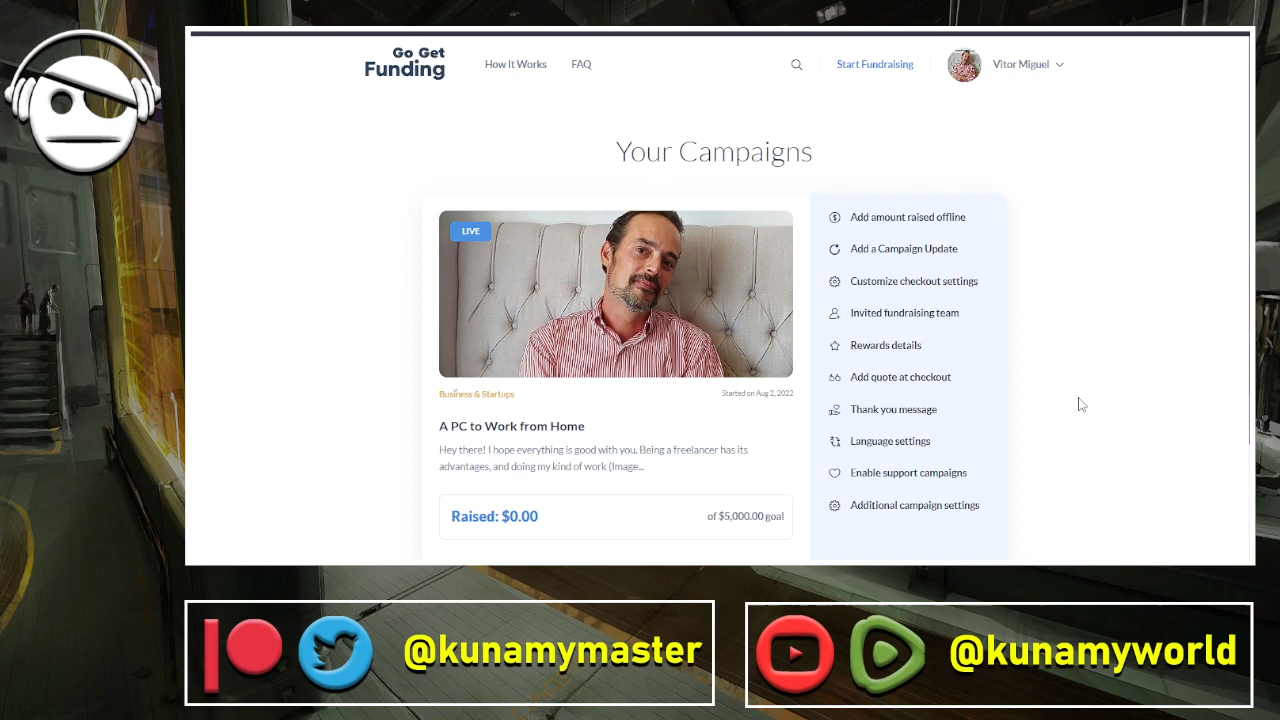 Go Get
Funding
How It Works
FAQ
Start Fundraising
Vitor Miguel
Your Campaigns
LIVE
Business & Startups
Started on Aug 2, 2022
A PC to Work from Home
Hey there! I hope everything is good with you. Being a freelancer has its
advantages, and doing my kind of work (Image...
Raised: $0.00
of $5,000.00 goal
Add amount raised offline
Add a Campaign Update
Customize checkout settings
Invited fundraising team
Rewards details
Add quote at checkout
Thank you message
Language settings
Enable support campaigns
Additional campaign settings
@kunamymaster
@kunamyworld